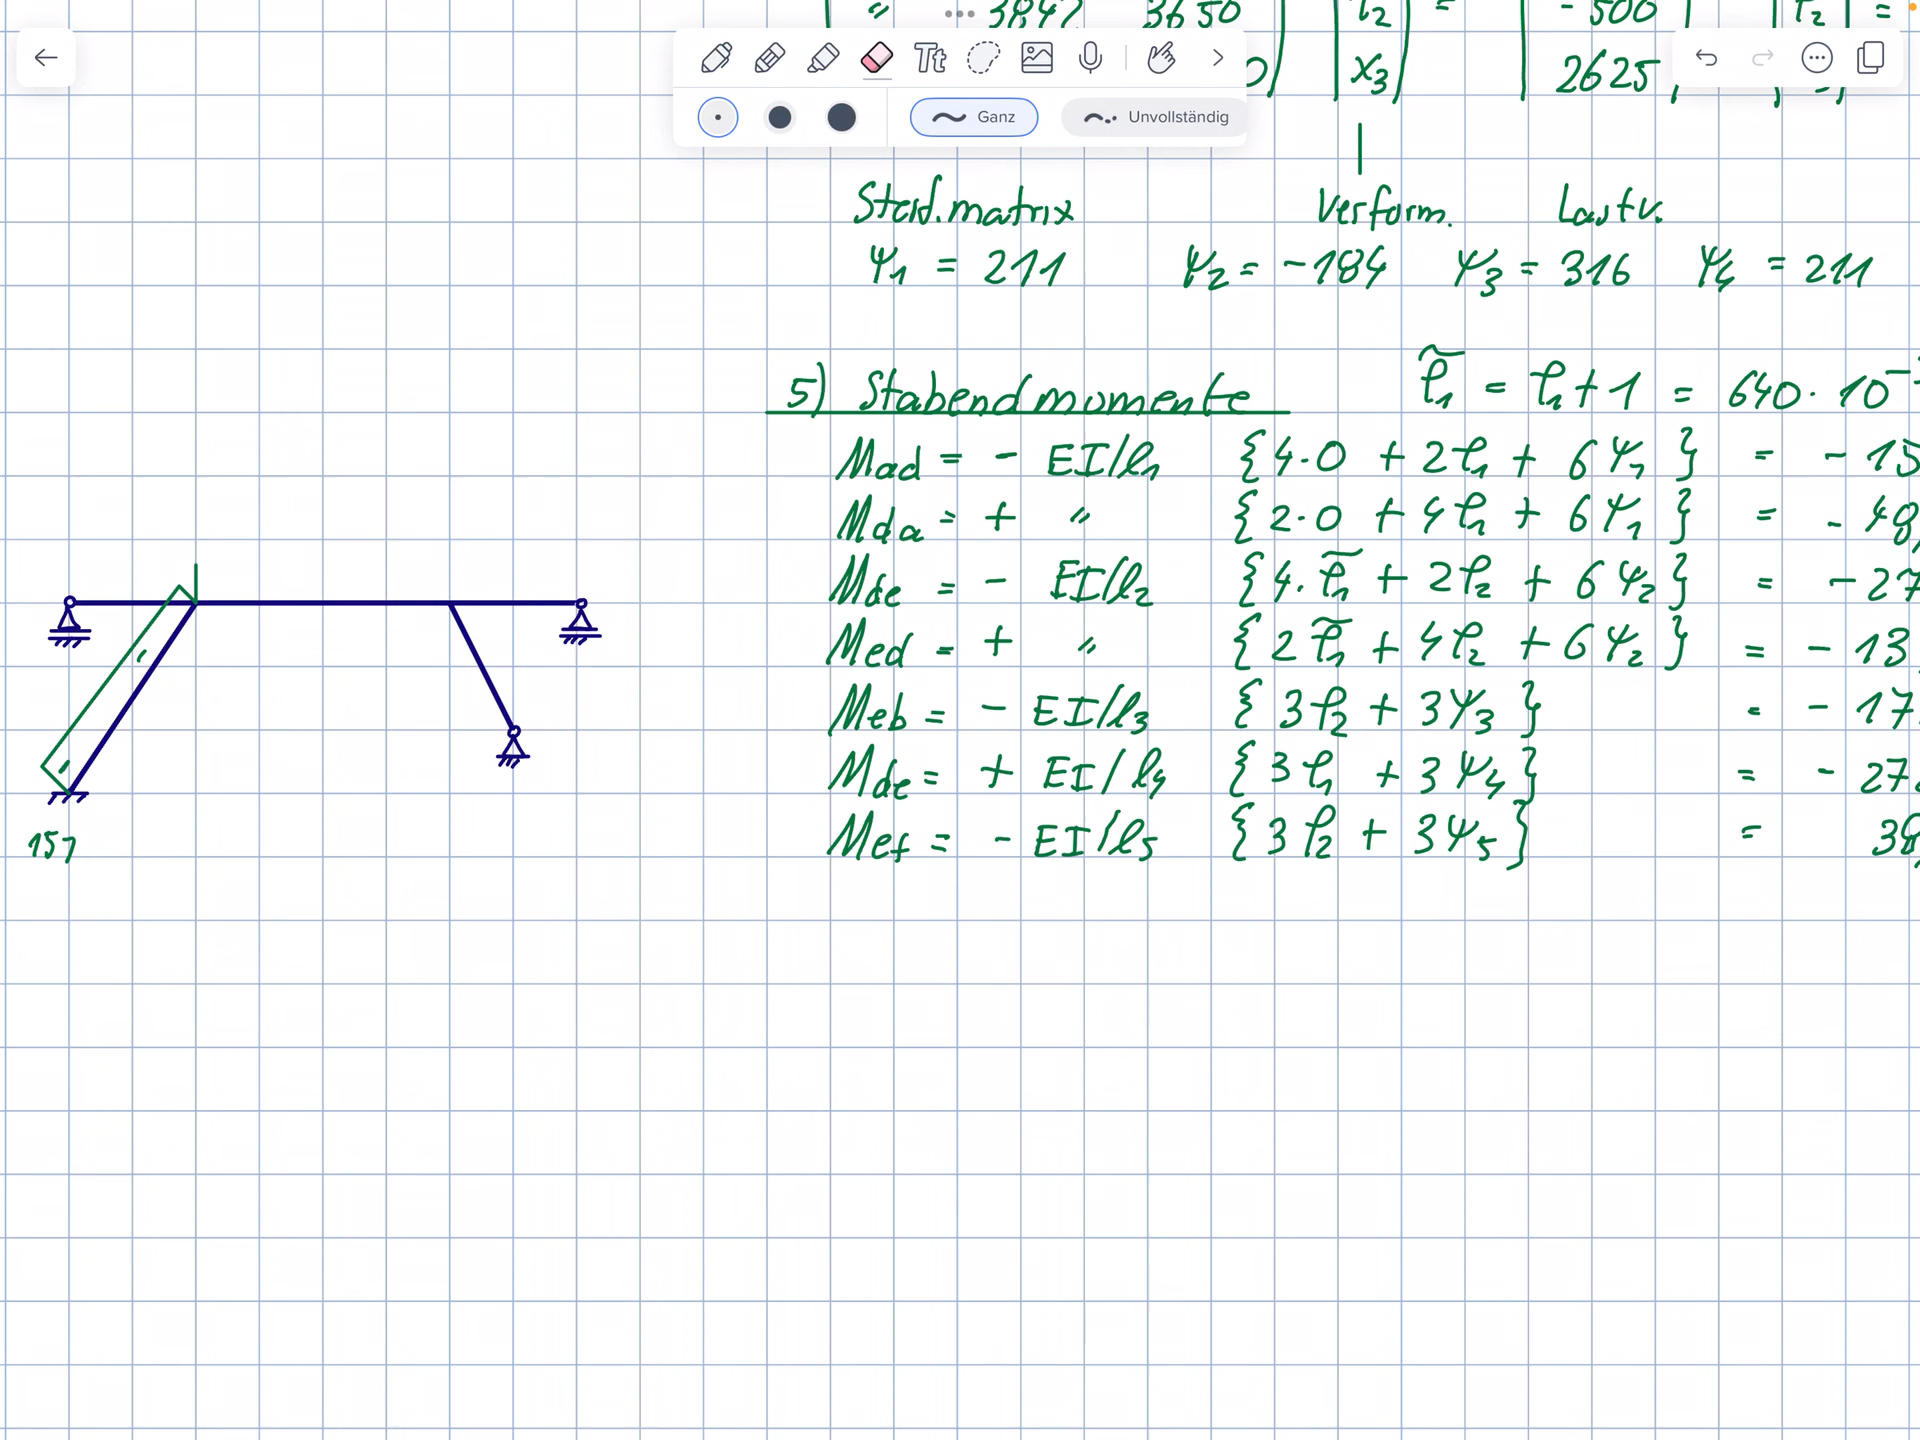 " 3847 3650 = -500 =
Tt x3 2625
Ganz Unvollständig
Steif.matrix Verform. Lastv.
Ψ1 = 211 Ψ2 = -184 Ψ3 = 316 Ψ4 = 211
5) Stabendmomente φ̃1 = φ1 + 1 = 640 · 10
Mad = - EI/l1 {4·0 + 2φ1 + 6Ψ1} = - 15
Mda = + " {2·0 + 4φ1 + 6Ψ1} = - 48,
Mde = - EI/l2 {4·φ̃1 + 2φ2 + 6Ψ2} = - 27
Med = + " {2φ̃1 + 4φ2 + 6Ψ2} = - 13
Meb = - EI/l3 {3φ2 + 3Ψ3} = - 17,
Mde = + EI/l4 {3φ1 + 3Ψ4} = - 27,
Mef = - EI/l5 {3φ2 + 3Ψ5} = 38,
157